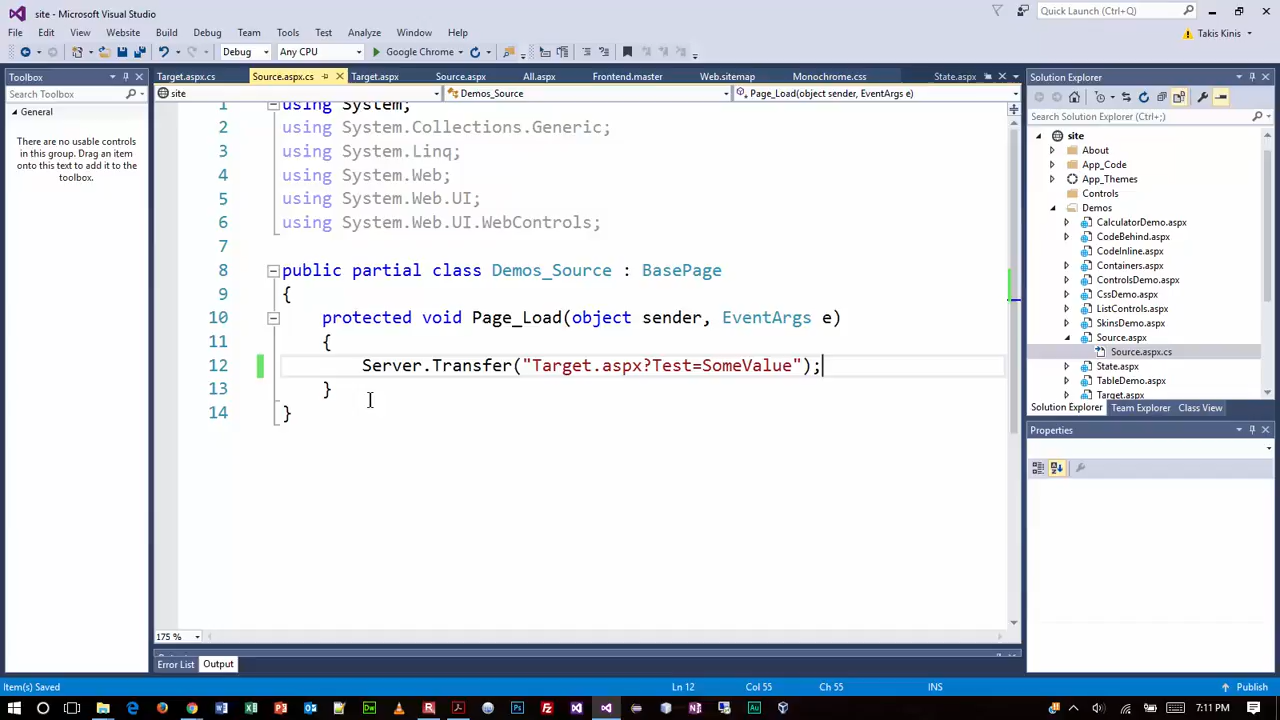 site - Microsoft Visual Studio
Quick Launch (Ctrl+Q)
File Edit View Website Build Debug Team Tools Test Analyze Window Help
Takis Kinis
Debug Any CPU Google Chrome
Toolbox
Search Toolbox
General
There are no usable controls
in this group. Drag an item
onto this text to add it to the
toolbox.
Target.aspx.cs Source.aspx.cs Target.aspx Source.aspx All.aspx Frontend.master Web.sitemap Monochrome.css State.aspx
site Demos_Source Page_Load(object sender, EventArgs e)
1 using System;
2 using System.Collections.Generic;
3 using System.Linq;
4 using System.Web;
5 using System.Web.UI;
6 using System.Web.UI.WebControls;
7
8 public partial class Demos_Source : BasePage
9 {
10 protected void Page_Load(object sender, EventArgs e)
11 {
12 Server.Transfer("Target.aspx?Test=SomeValue");
13 }
14 }
175 %
Error List Output
Solution Explorer
Search Solution Explorer (Ctrl+;)
site
About
App_Code
App_Themes
Controls
Demos
CalculatorDemo.aspx
CodeBehind.aspx
CodeInline.aspx
Containers.aspx
ControlsDemo.aspx
CssDemo.aspx
ListControls.aspx
SkinsDemo.aspx
Source.aspx
Source.aspx.cs
State.aspx
TableDemo.aspx
Target.aspx
Solution Explorer Team Explorer Class View
Properties
Item(s) Saved Ln 12 Col 55 Ch 55 INS Publish
7:11 PM